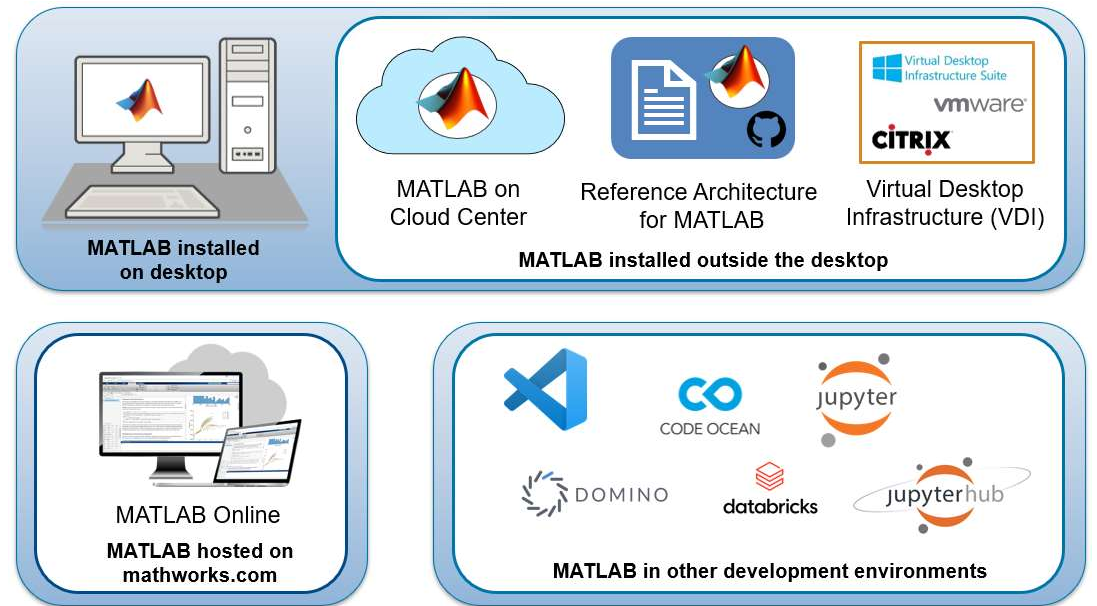 MATLAB installed
on desktop
MATLAB on
Cloud Center
Reference Architecture
for MATLAB
Virtual Desktop
Infrastructure Suite
vmware
CITRIX
Virtual Desktop
Infrastructure (VDI)
MATLAB installed outside the desktop
MATLAB Online
MATLAB hosted on
mathworks.com
CODE OCEAN
jupyter
DOMINO
databricks
jupyterhub
MATLAB in other development environments